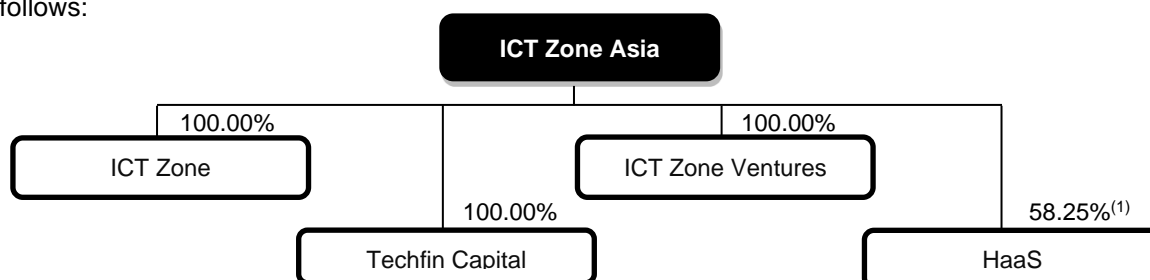 follows:
ICT Zone Asia
100.00%
100.00%
ICT Zone
ICT Zone Ventures
100.00%
58.25%(1)
Techfin Capital
HaaS